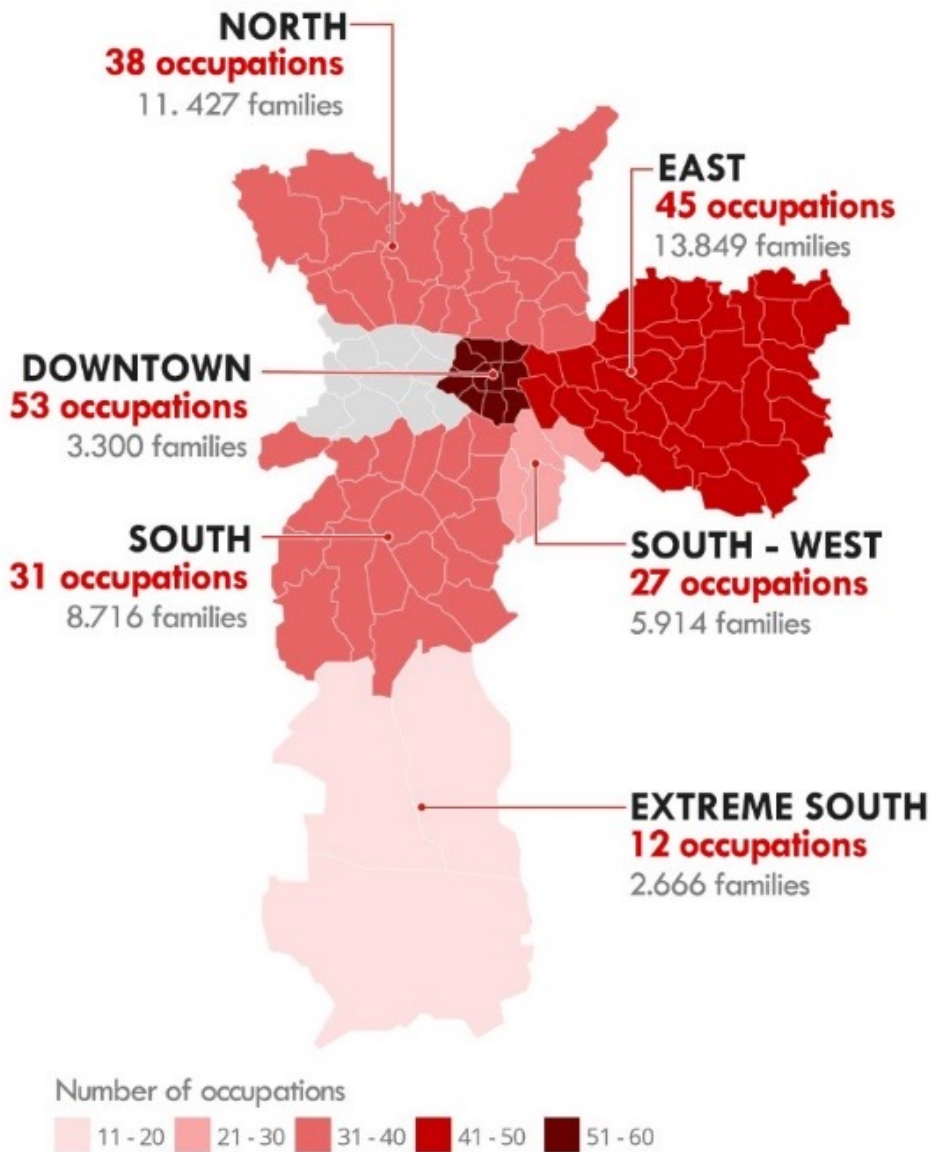 NORTH
38 occupations
11. 427 families
EAST
45 occupations
13.849 families
DOWNTOWN
53 occupations
3.300 families
SOUTH
31 occupations
8.716 families
SOUTH - WEST
27 occupations
5.914 families
EXTREME SOUTH
12 occupations
2.666 families
Number of occupations
11 - 20 21 - 30 31 - 40 41 - 50 51 - 60